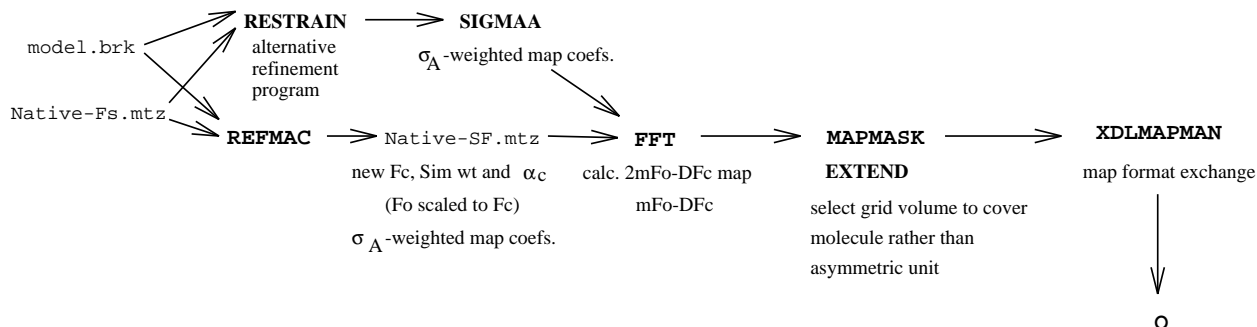 RESTRAIN
alternative
refinement
program
SIGMAA
σA-weighted map coefs.
model.brk
Native-Fs.mtz
REFMAC
Native-SF.mtz
new Fc, Sim wt and αc
(Fo scaled to Fc)
σA-weighted map coefs.
FFT
calc. 2mFo-DFc map
mFo-DFc
MAPMASK
EXTEND
select grid volume to cover
molecule rather than
asymmetric unit
XDLMAPMAN
map format exchange
O